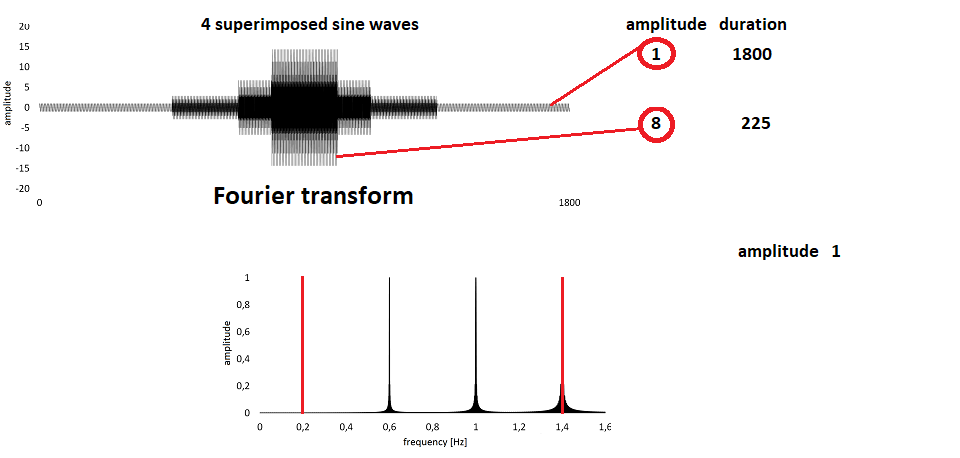 4 superimposed sine waves
amplitude duration
1 1800
8 225
20
15
10
5
0
-5
-10
-15
-20
amplitude
0 1800
Fourier transform
amplitude 1
1
0,8
0,6
0,4
0,2
0
amplitude
0 0,2 0,4 0,6 0,8 1 1,2 1,4 1,6
frequency [Hz]